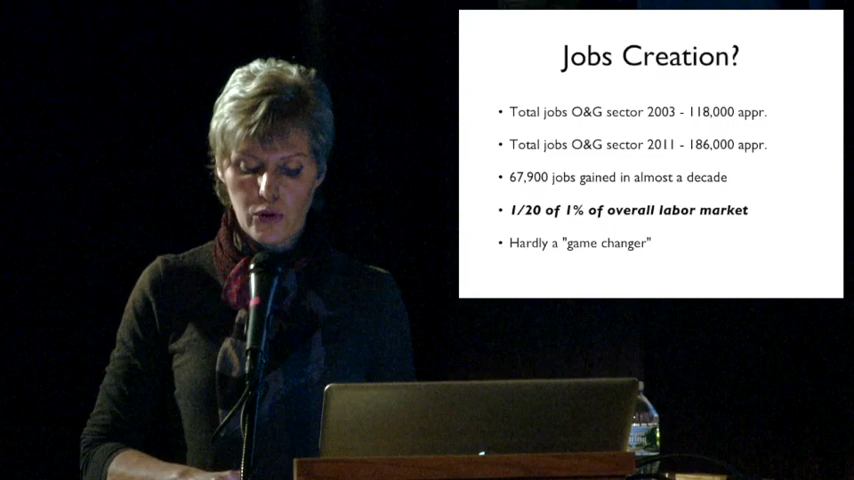 Jobs Creation?
• Total jobs O&G sector 2003 - 118,000 appr.
• Total jobs O&G sector 2011 - 186,000 appr.
• 67,900 jobs gained in almost a decade
• 1/20 of 1% of overall labor market
• Hardly a "game changer"